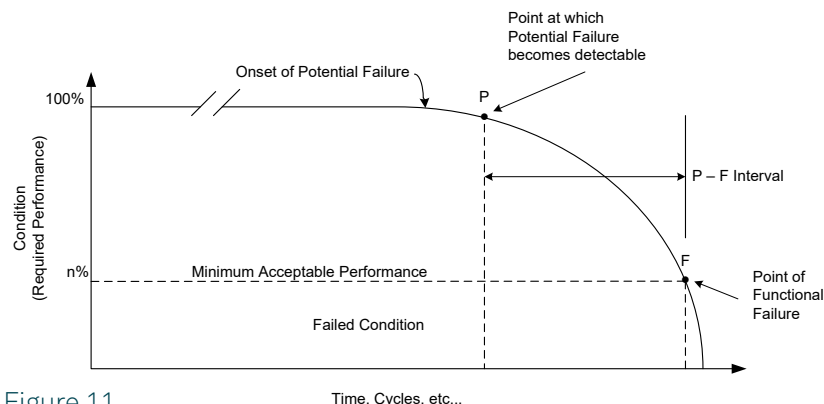 Point at which
Potential Failure
becomes detectable
Onset of Potential Failure
P
100%
P – F Interval
Condition
(Required Performance)
n%
Minimum Acceptable Performance
F
Point of
Functional
Failure
Failed Condition
Figure 11
Time, Cycles, etc...